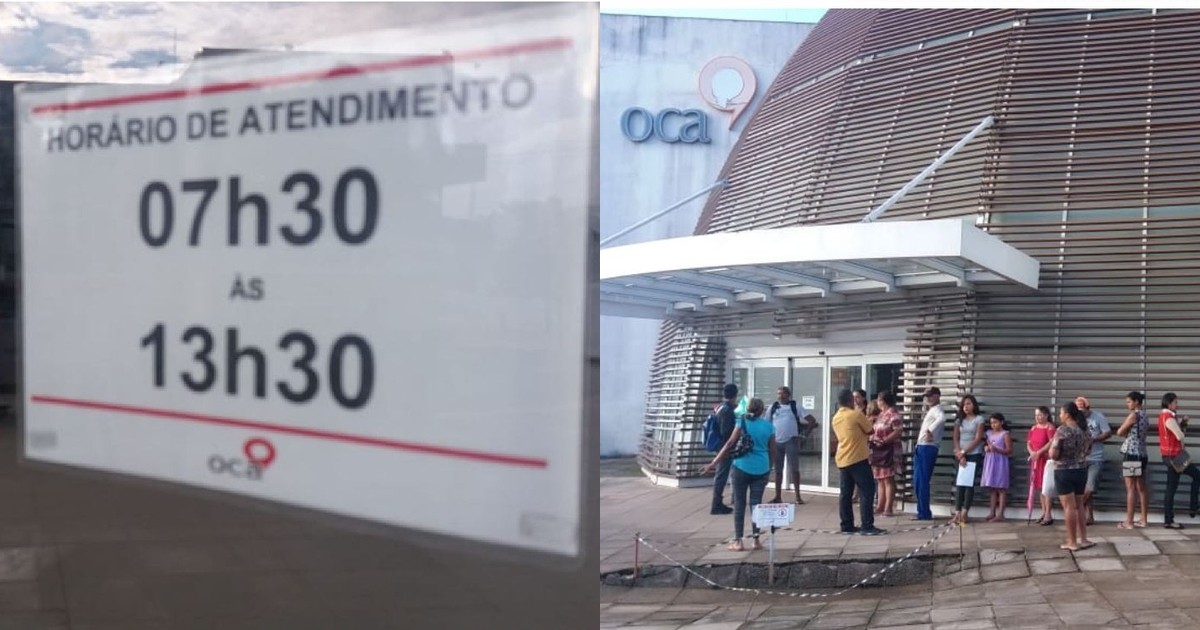 HORÁRIO DE ATENDIMENTO
07h30
ÀS
13h30
oca
oca